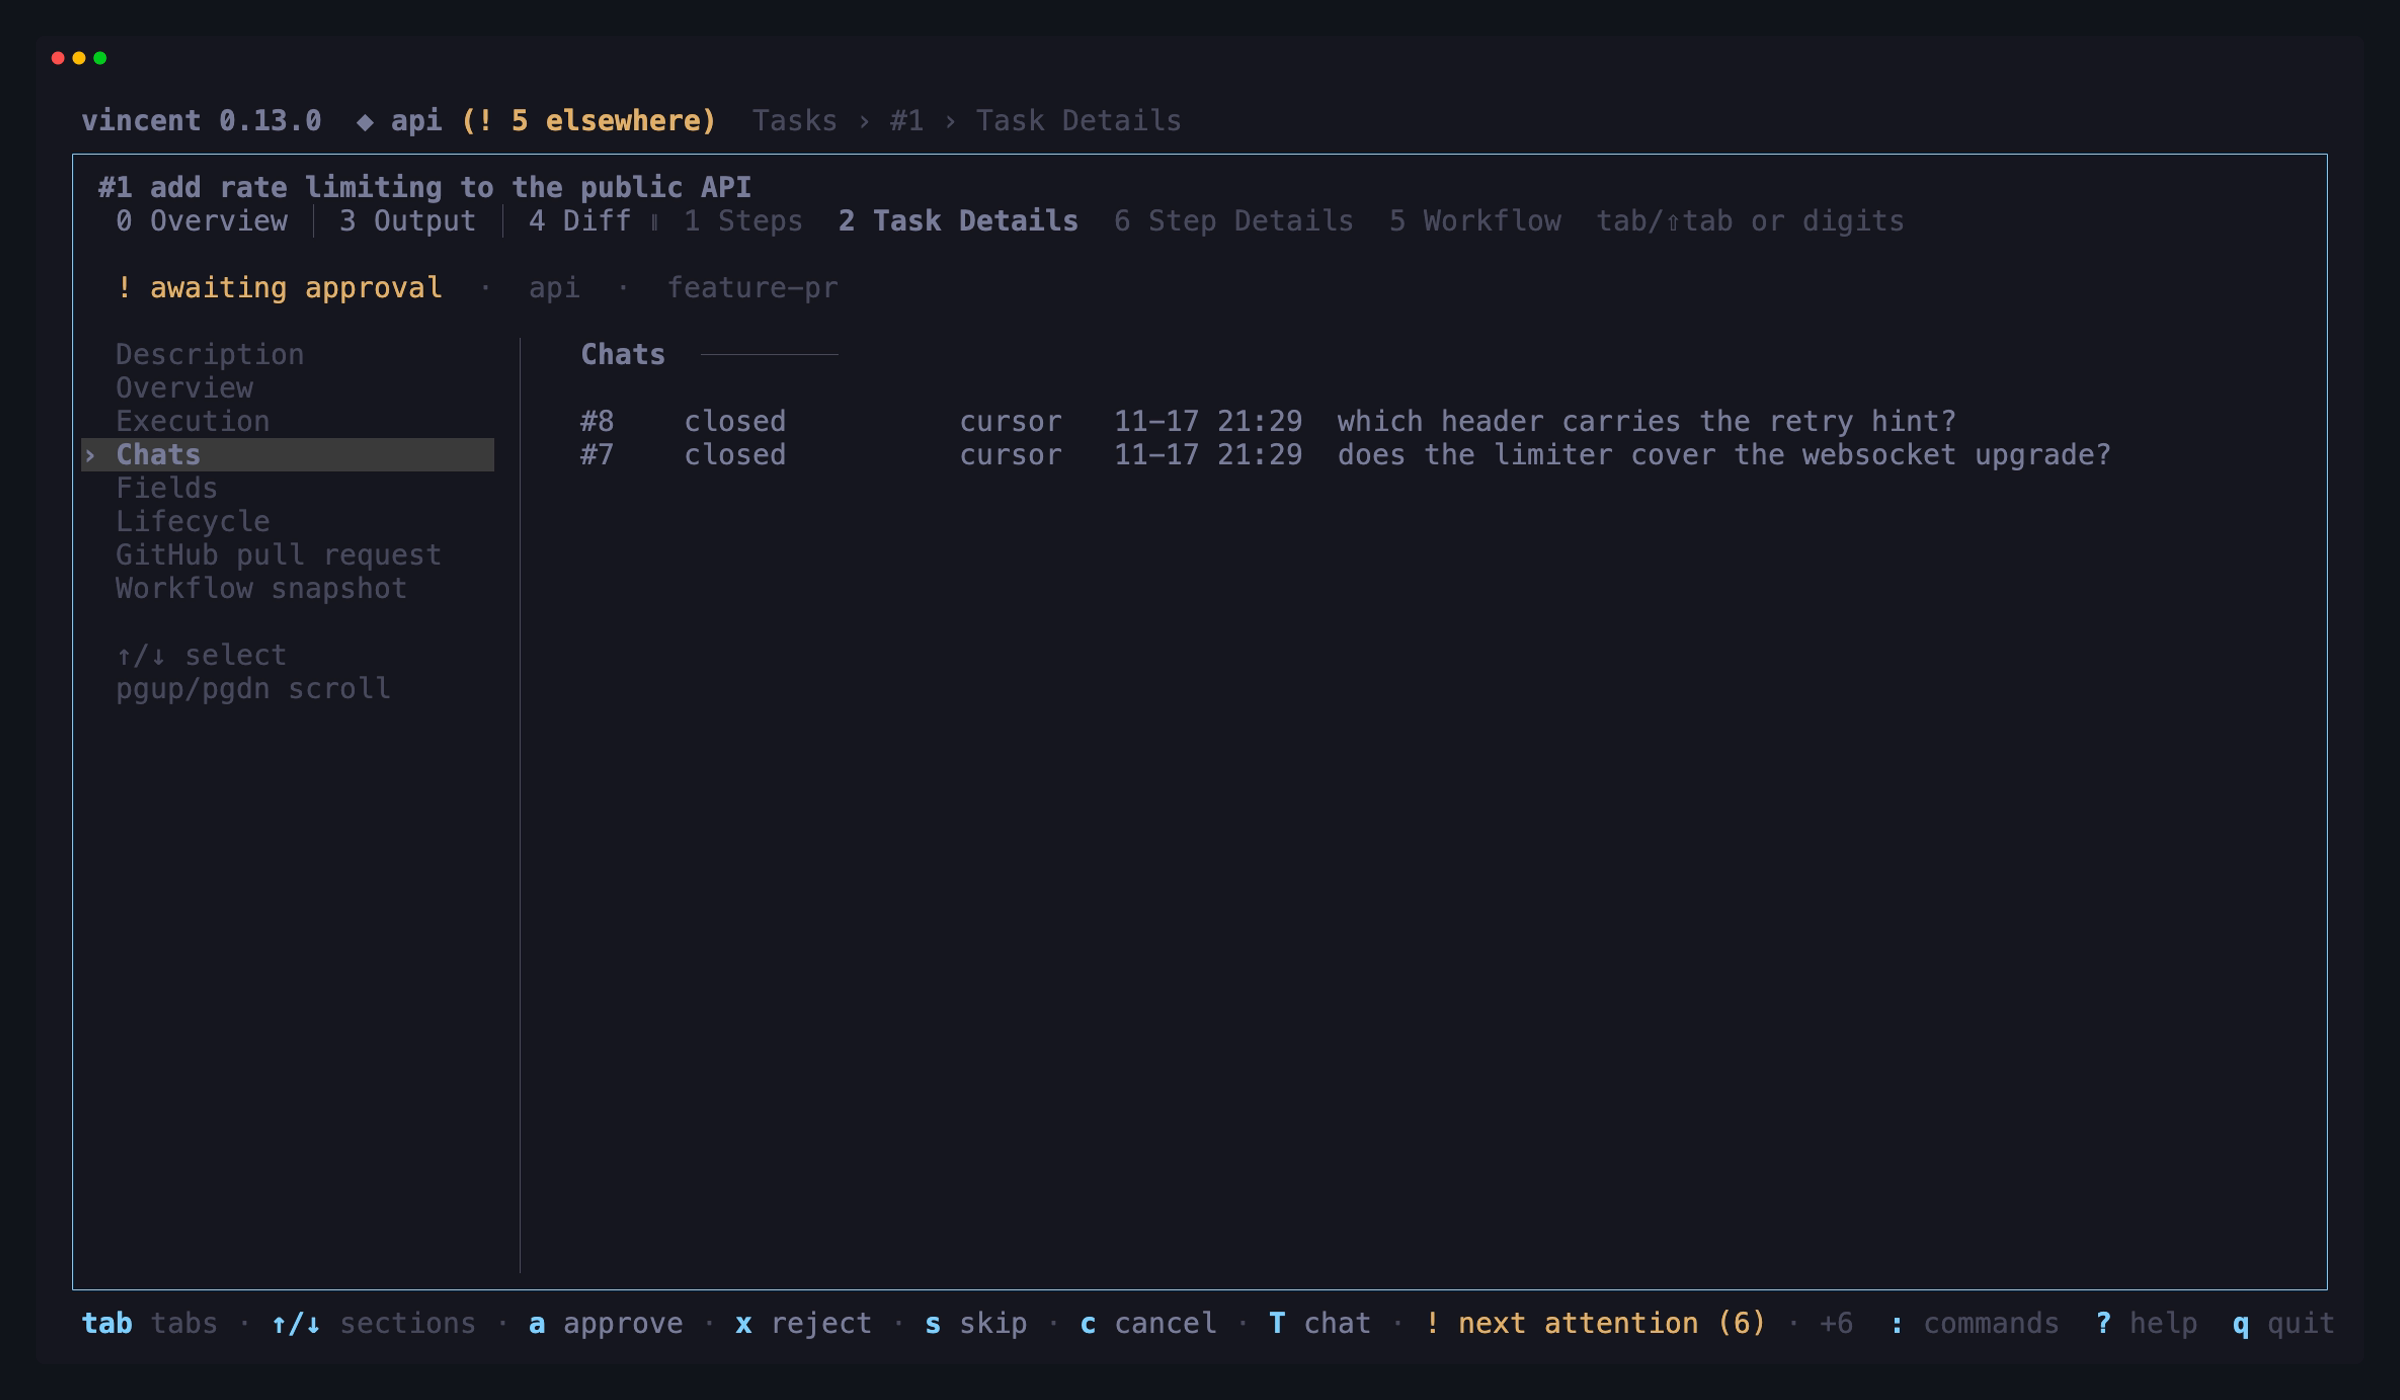 vincent 0.13.0  ◆ api (! 5 elsewhere)  Tasks › #1 › Task Details
#1 add rate limiting to the public API
0 Overview │ 3 Output │ 4 Diff ‖ 1 Steps  2 Task Details  6 Step Details  5 Workflow  tab/⇧tab or digits
! awaiting approval  ·  api  ·  feature-pr
Description
Overview
Execution
› Chats
Fields
Lifecycle
GitHub pull request
Workflow snapshot
↑/↓ select
pgup/pgdn scroll
Chats
#8  closed  cursor  11-17 21:29  which header carries the retry hint?
#7  closed  cursor  11-17 21:29  does the limiter cover the websocket upgrade?
tab tabs · ↑/↓ sections · a approve · x reject · s skip · c cancel · T chat · ! next attention (6) · +6  : commands  ? help  q quit